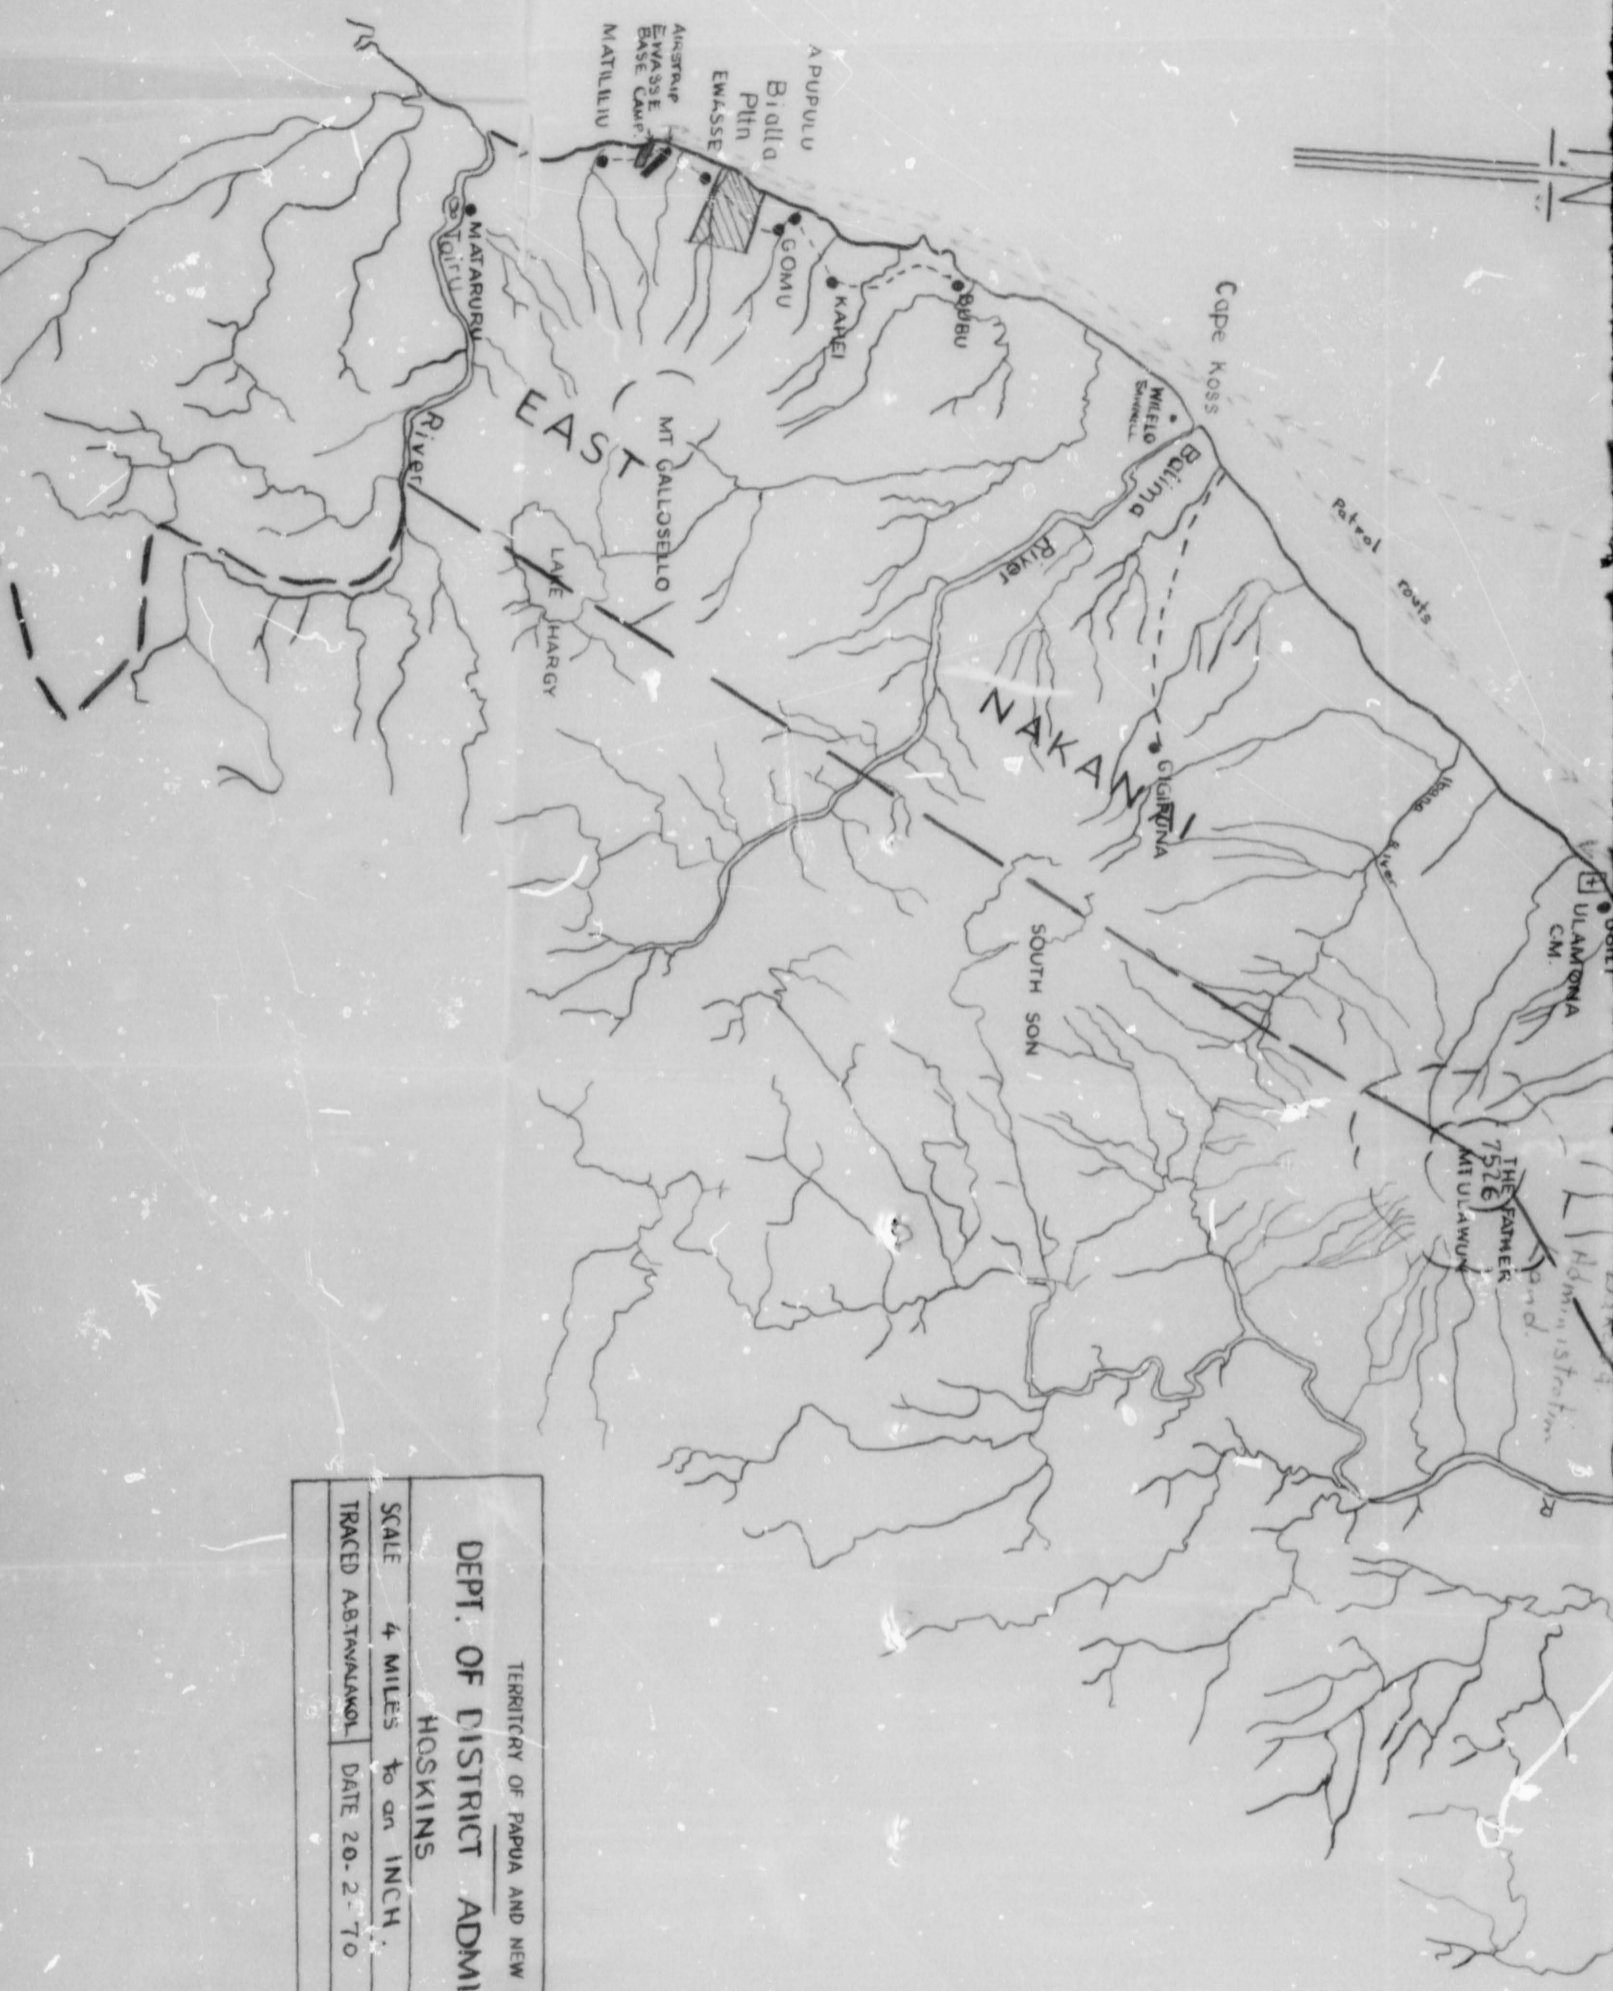 APUPULU
Bialla
Pltn
EWASSE
AIRSTRIP
EWASSE
BASE CAMP.
MATILILIU
GOMU
KAHEI
BUBU
MATARURU
Toiru
River
Cape Koss
WILELO
SAWMILL
Balima
River
Patrol
routs
EAST
NAKANAI
MT GALLOSELLO
LAKE HARGY
GIGIPUNA
Ibana
River
ULAMONA
C.M.
SOUTH SON
THE FATHER
7526
MT ULAWUN
Administration
Land.
N
TERRITORY OF PAPUA AND NEW
DEPT. OF DISTRICT ADMI
HOSKINS
SCALE 4 MILES to an INCH.
TRACED A.B.TAVALAKOL DATE 20-2-70